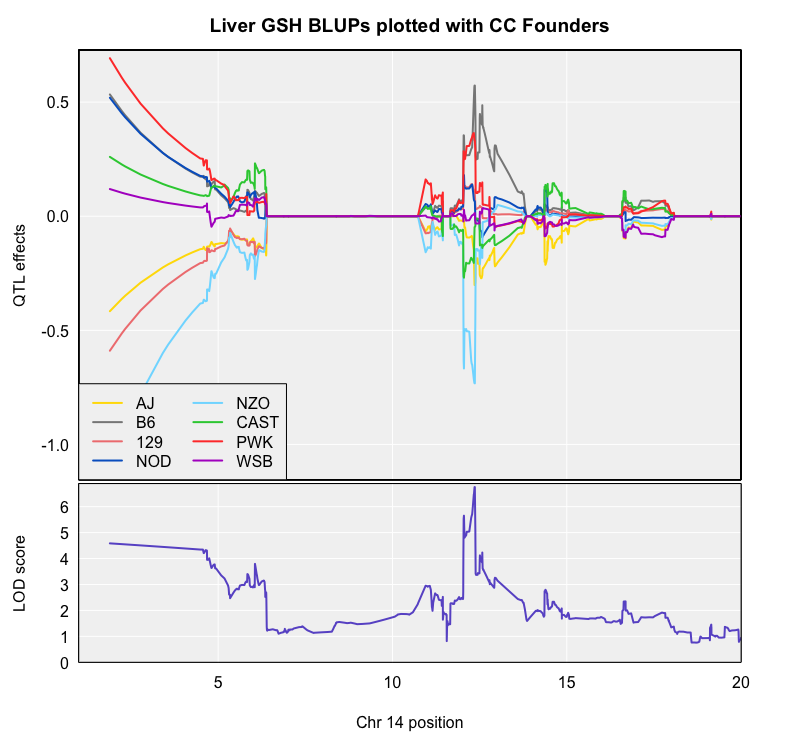 Liver GSH BLUPs plotted with CC Founders
QTL effects
0.5
0.0
-0.5
-1.0
AJ NZO
B6 CAST
129 PWK
NOD WSB
LOD score
6
5
4
3
2
1
0
5 10 15 20
Chr 14 position